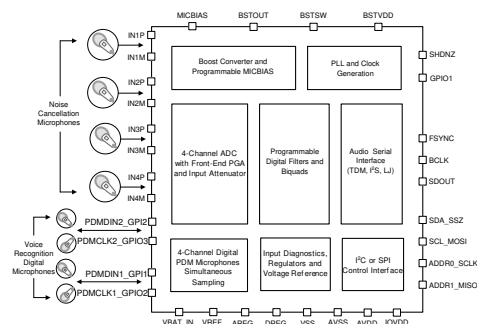 MICBIAS
BSTOUT
BSTSW
BSTVDD
IN1P
IN1M
IN2P
IN2M
IN3P
IN3M
IN4P
IN4M
Noise
Cancellation
Microphones
PDMDIN2_GPI2
PDMCLK2_GPIO3
PDMDIN1_GPI1
PDMCLK1_GPIO2
Voice
Recognition
Digital
Microphones
Boost Converter and
Programmable MICBIAS
PLL and Clock
Generation
4-Channel ADC
with Front-End PGA
and Input Attenuator
Programmable
Digital Filters and
Biquads
Audio Serial
Interface
(TDM, I²S, LJ)
4-Channel Digital
PDM Microphones
Simultaneous
Sampling
Input Diagnostics,
Regulators and
Voltage Reference
I²C or SPI
Control Interface
SHDNZ
GPIO1
FSYNC
BCLK
SDOUT
SDA_SSZ
SCL_MOSI
ADDR0_SCLK
ADDR1_MISO
VBAT_IN
VREF
AREG
DREG
VSS
AVSS
AVDD
IOVDD